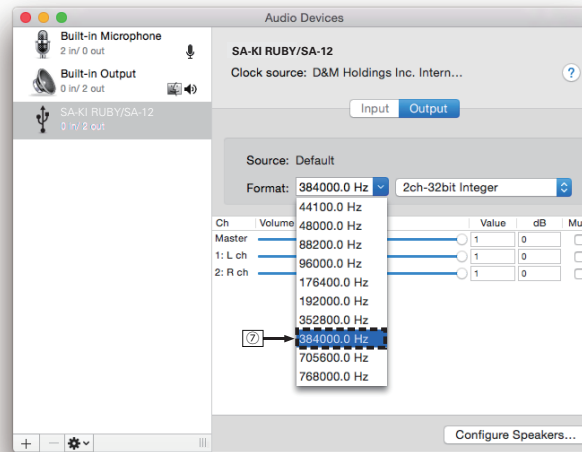 Audio Devices
Built-in Microphone
2 in/ 0 out
Built-in Output
0 in/ 2 out
SA-KI RUBY/SA-12
0 in/ 2 out
SA-KI RUBY/SA-12
Clock source: D&M Holdings Inc. Intern...
?
Input Output
Source: Default
Format: 384000.0 Hz 2ch-32bit Integer
44100.0 Hz
48000.0 Hz
88200.0 Hz
96000.0 Hz
176400.0 Hz
192000.0 Hz
352800.0 Hz
⑦ 384000.0 Hz
705600.0 Hz
768000.0 Hz
Ch Volume Value dB Mu
Master 1 0
1: L ch 1 0
2: R ch 1 0
Configure Speakers...